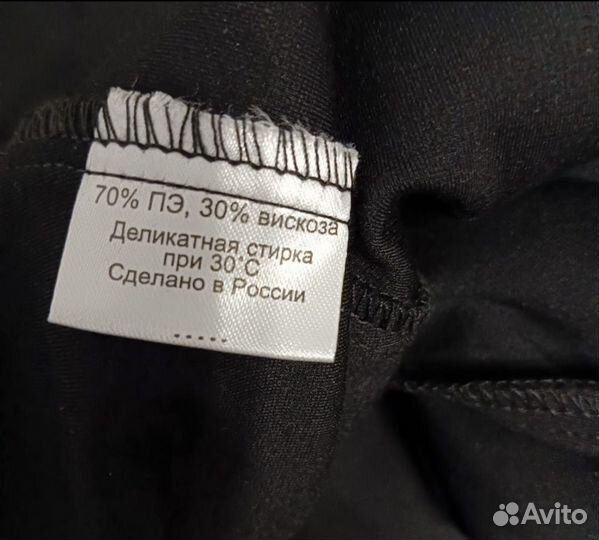 70% ПЭ, 30% вискоза
Деликатная стирка
при 30°С
Сделано в России
.....
Avito